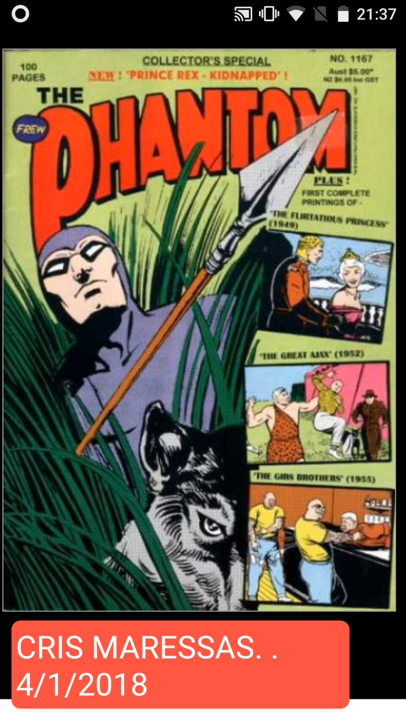 21:37
COLLECTOR'S SPECIAL
NO. 1167
100
PAGES
NEW! 'PRINCE REX - KIDNAPPED'!
Aust $5.00*
THE
PHANTOM
FREW
PLUS!
FIRST COMPLETE
PRINTINGS OF -
'THE FLIRTATIOUS PRINCESS'
(1949)
'THE GREAT AJAX' (1952)
'THE GIBS BROTHERS' (1955)
CRIS MARESSAS. .
4/1/2018